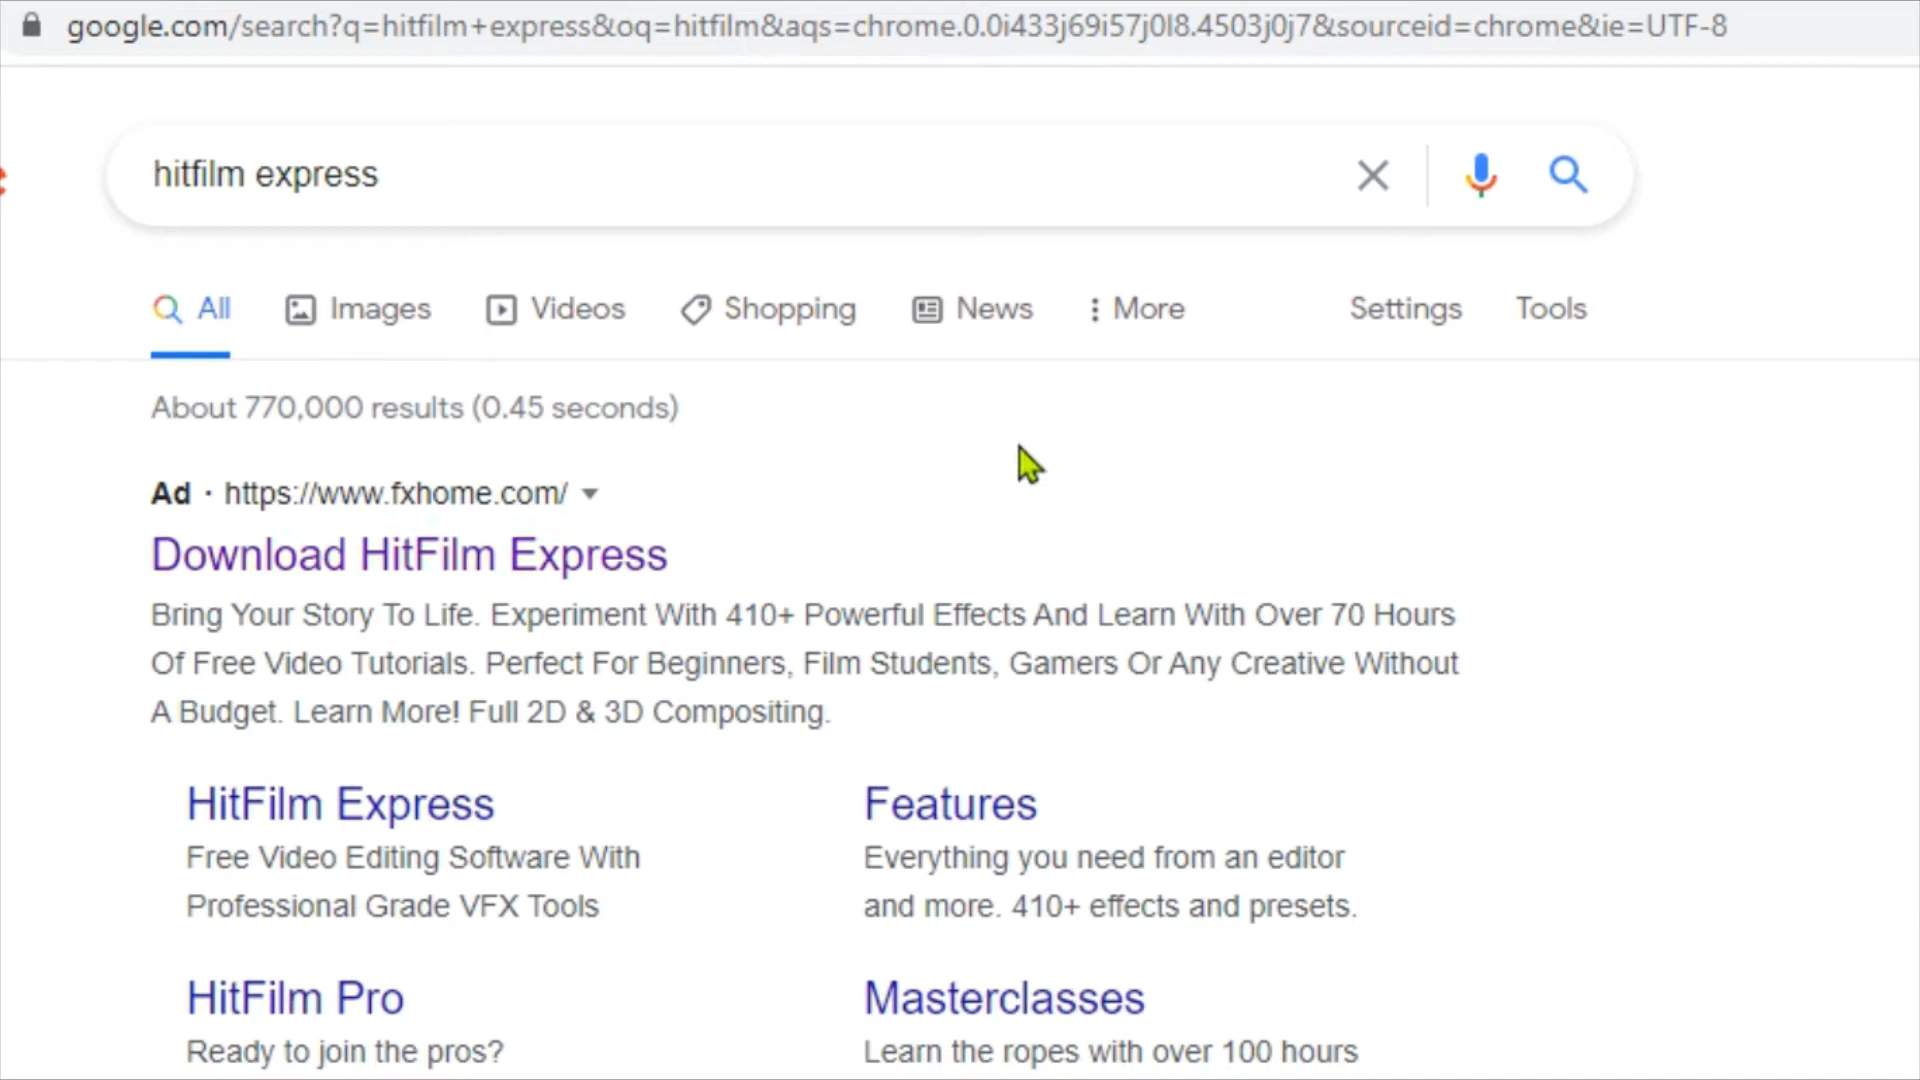 google.com/search?q=hitfilm+express&oq=hitfilm&aqs=chrome.0.0i433j69i57j0l8.4503j0j7&sourceid=chrome&ie=UTF-8
hitfilm express
All Images Videos Shopping News More Settings Tools
About 770,000 results (0.45 seconds)
Ad · https://www.fxhome.com/
Download HitFilm Express
Bring Your Story To Life. Experiment With 410+ Powerful Effects And Learn With Over 70 Hours
Of Free Video Tutorials. Perfect For Beginners, Film Students, Gamers Or Any Creative Without
A Budget. Learn More! Full 2D & 3D Compositing.
HitFilm Express
Free Video Editing Software With
Professional Grade VFX Tools
Features
Everything you need from an editor
and more. 410+ effects and presets.
HitFilm Pro
Ready to join the pros?
Masterclasses
Learn the ropes with over 100 hours